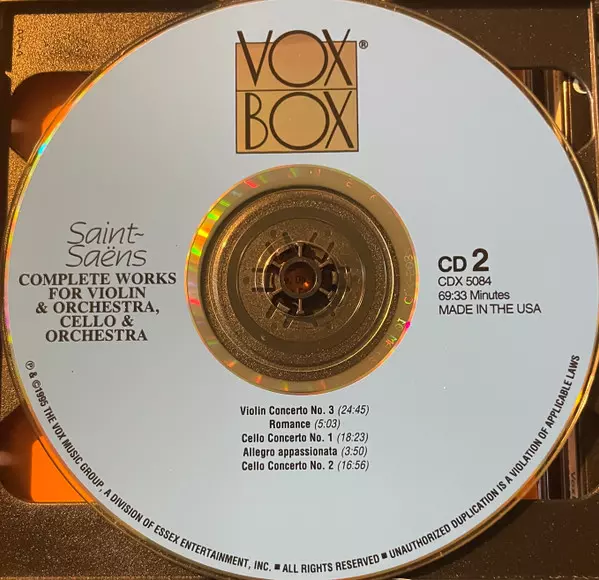 VOX®
BOX
Saint-
Saëns
COMPLETE WORKS
FOR VIOLIN
& ORCHESTRA,
CELLO &
ORCHESTRA
CD 2
CDX 5084
69:33 Minutes
MADE IN THE USA
Violin Concerto No. 3 (24:45)
Romance (5:03)
Cello Concerto No. 1 (18:23)
Allegro appassionata (3:50)
Cello Concerto No. 2 (16:56)
℗ & ©1995 THE VOX MUSIC GROUP, A DIVISION OF ESSEX ENTERTAINMENT, INC. ■ ALL RIGHTS RESERVED ■ UNAUTHORIZED DUPLICATION IS A VIOLATION OF APPLICABLE LAWS